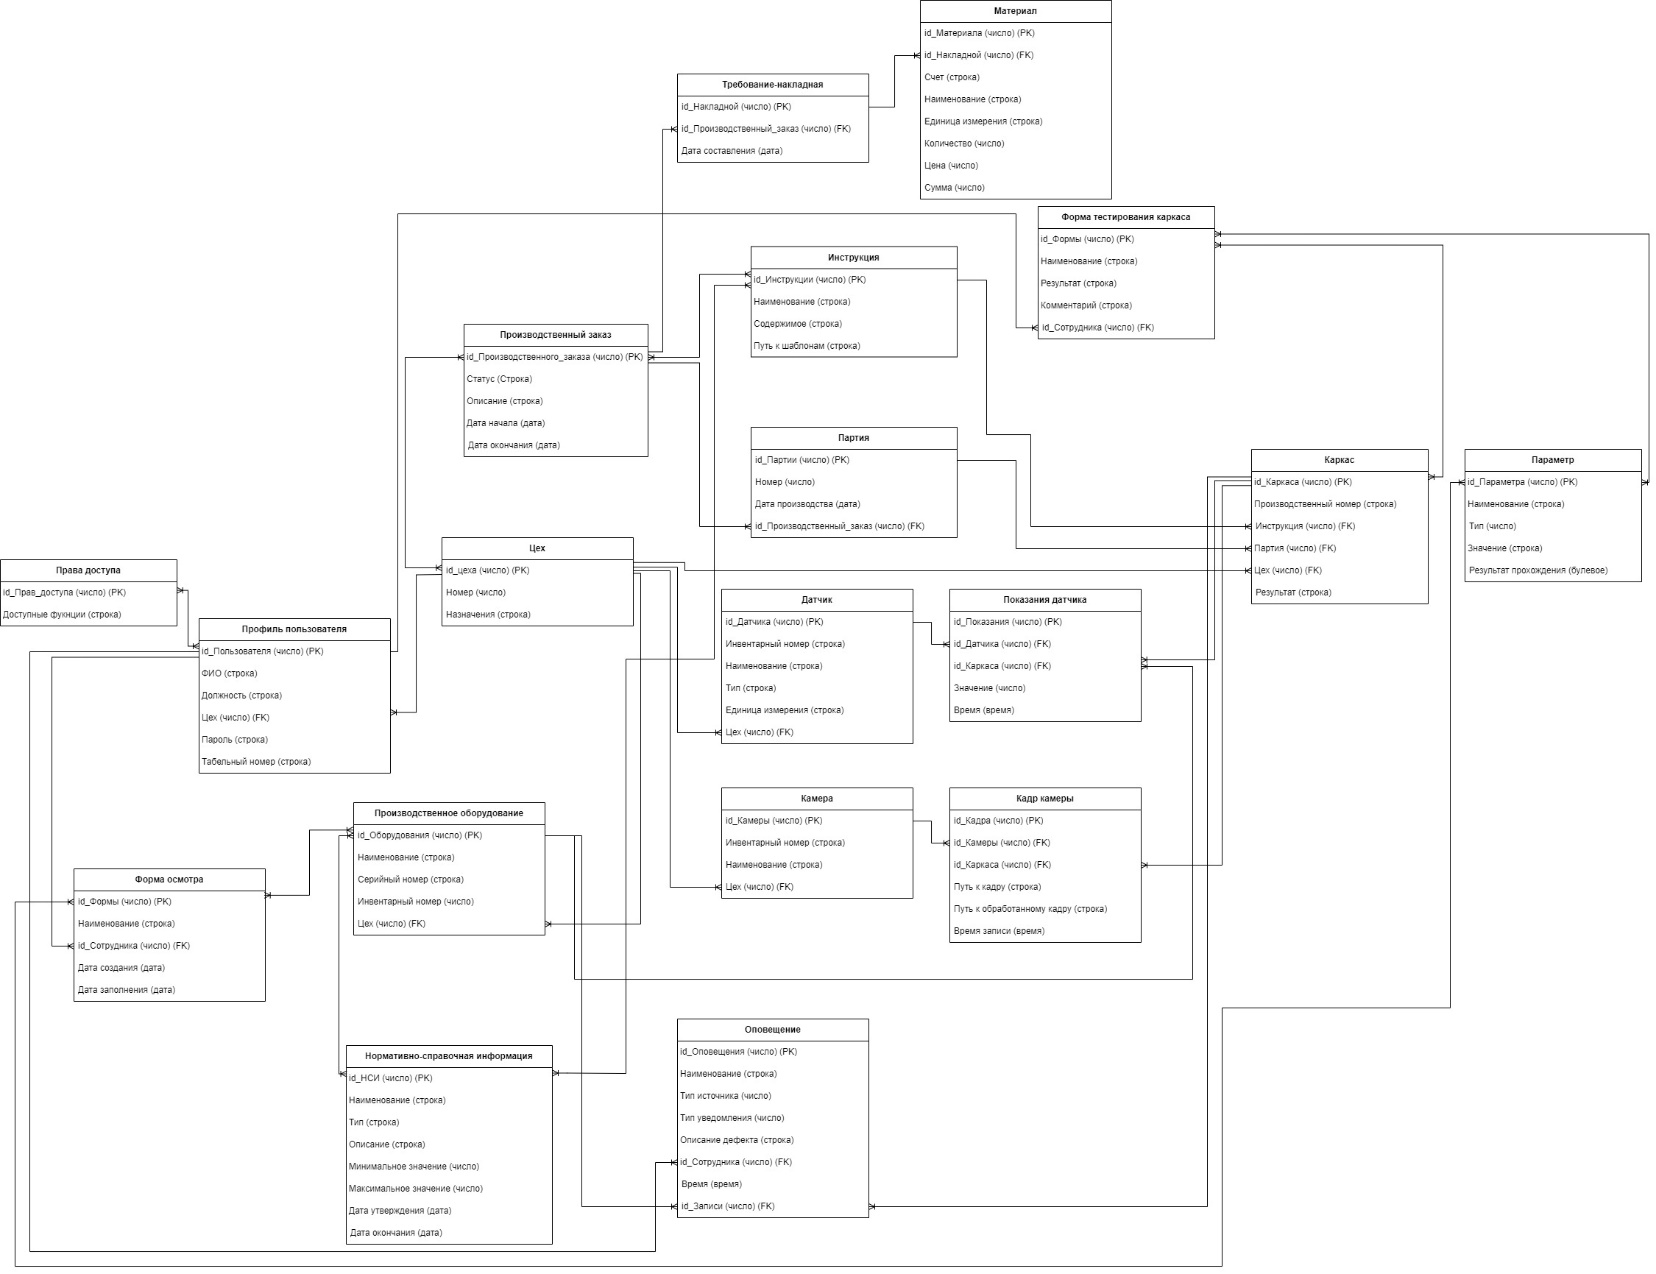 Материал
id_Материала (число) (PK)
id_Накладной (число) (FK)
Счет (строка)
Наименование (строка)
Единица измерения (строка)
Количество (число)
Цена (число)
Сумма (число)
Требование-накладная
id_Накладной (число) (PK)
id_Производственный_заказ (число) (FK)
Дата составления (дата)
Форма тестирования каркаса
id_Формы (число) (PK)
Наименование (строка)
Результат (строка)
Комментарий (строка)
id_Сотрудника (число) (FK)
Инструкция
id_Инструкции (число) (PK)
Наименование (строка)
Содержимое (строка)
Путь к шаблонам (строка)
Производственный заказ
id_Производственного_заказа (число) (PK)
Статус (Строка)
Описание (строка)
Дата начала (дата)
Дата окончания (дата)
Партия
id_Партии (число) (PK)
Номер (число)
Дата производства (дата)
id_Производственный_заказ (число) (FK)
Каркас
id_Каркаса (число) (PK)
Производственный номер (строка)
Инструкция (число) (FK)
Партия (число) (FK)
Цех (число) (FK)
Результат (строка)
Параметр
id_Параметра (число) (PK)
Наименование (строка)
Тип (число)
Значение (строка)
Результат прохождения (булевое)
Цех
id_цеха (число) (PK)
Номер (число)
Назначения (строка)
Права доступа
id_Прав_доступа (число) (PK)
Доступные фукнции (строка)
Профиль пользователя
id_Пользователя (число) (PK)
ФИО (строка)
Должность (строка)
Цех (число) (FK)
Пароль (строка)
Табельный номер (строка)
Датчик
id_Датчика (число) (PK)
Инвентарный номер (строка)
Наименование (строка)
Тип (строка)
Единица измерения (строка)
Цех (число) (FK)
Показания датчика
id_Показания (число) (PK)
id_Датчика (число) (FK)
id_Каркаса (число) (FK)
Значение (число)
Время (время)
Камера
id_Камеры (число) (PK)
Инвентарный номер (строка)
Наименование (строка)
Цех (число) (FK)
Кадр камеры
id_Кадра (число) (PK)
id_Камеры (число) (FK)
id_Каркаса (число) (FK)
Путь к кадру (строка)
Путь к обработанному кадру (строка)
Время записи (время)
Производственное оборудование
id_Оборудования (число) (PK)
Наименование (строка)
Серийный номер (строка)
Инвентарный номер (число)
Цех (число) (FK)
Форма осмотра
id_Формы (число) (PK)
Наименование (строка)
id_Сотрудника (число) (FK)
Дата создания (дата)
Дата заполнения (дата)
Нормативно-справочная информация
id_НСИ (число) (PK)
Наименование (строка)
Тип (строка)
Описание (строка)
Минимальное значение (число)
Максимальное значение (число)
Дата утверждения (дата)
Дата окончания (дата)
Оповещение
id_Оповещения (число) (PK)
Наименование (строка)
Тип источника (число)
Тип уведомления (число)
Описание дефекта (строка)
id_Сотрудника (число) (FK)
Время (время)
id_Записи (число) (FK)